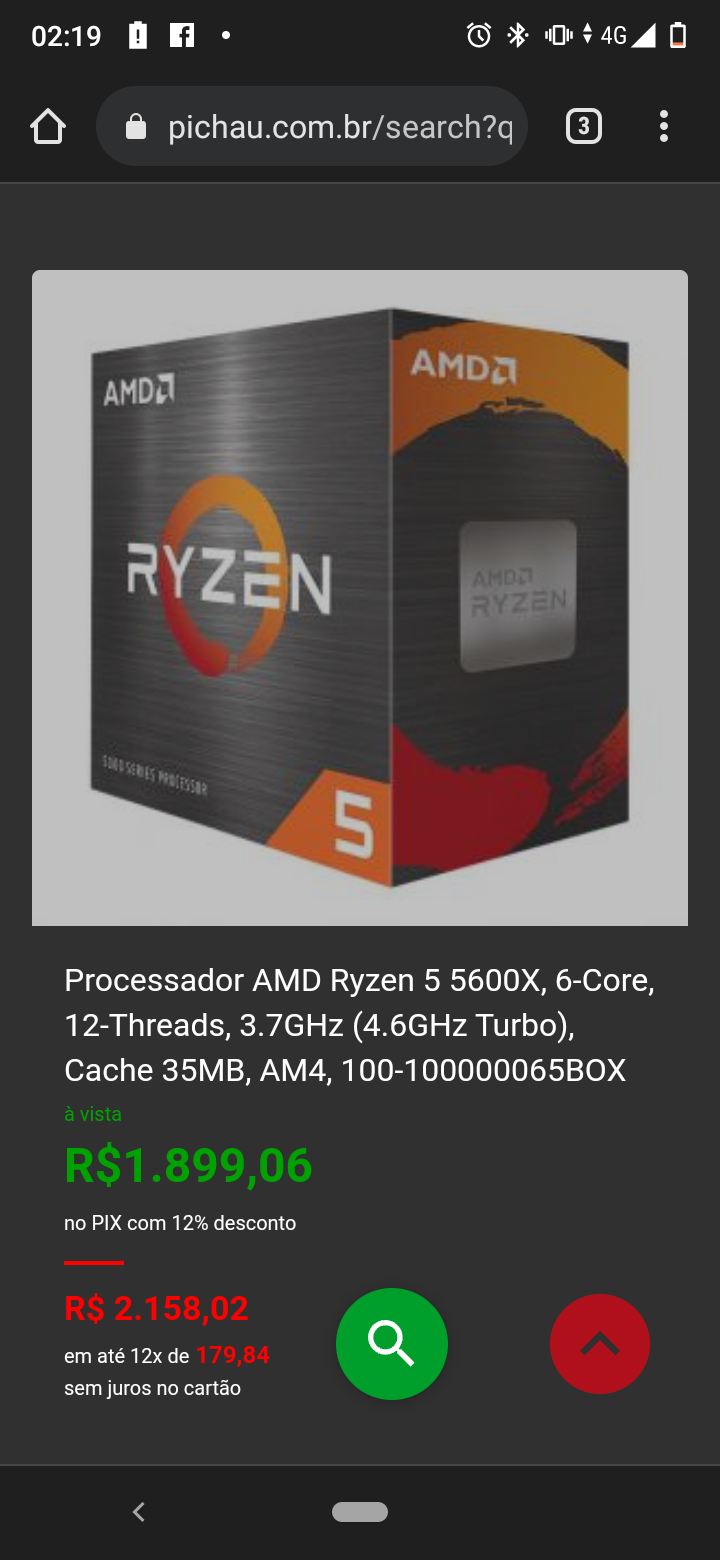 02:19
4G
pichau.com.br/search?q
3
AMD
AMD
RYZEN
AMD
RYZEN
5000 SERIES PROCESSOR
5
Processador AMD Ryzen 5 5600X, 6-Core,
12-Threads, 3.7GHz (4.6GHz Turbo),
Cache 35MB, AM4, 100-100000065BOX
à vista
R$1.899,06
no PIX com 12% desconto
R$ 2.158,02
em até 12x de 179,84
sem juros no cartão